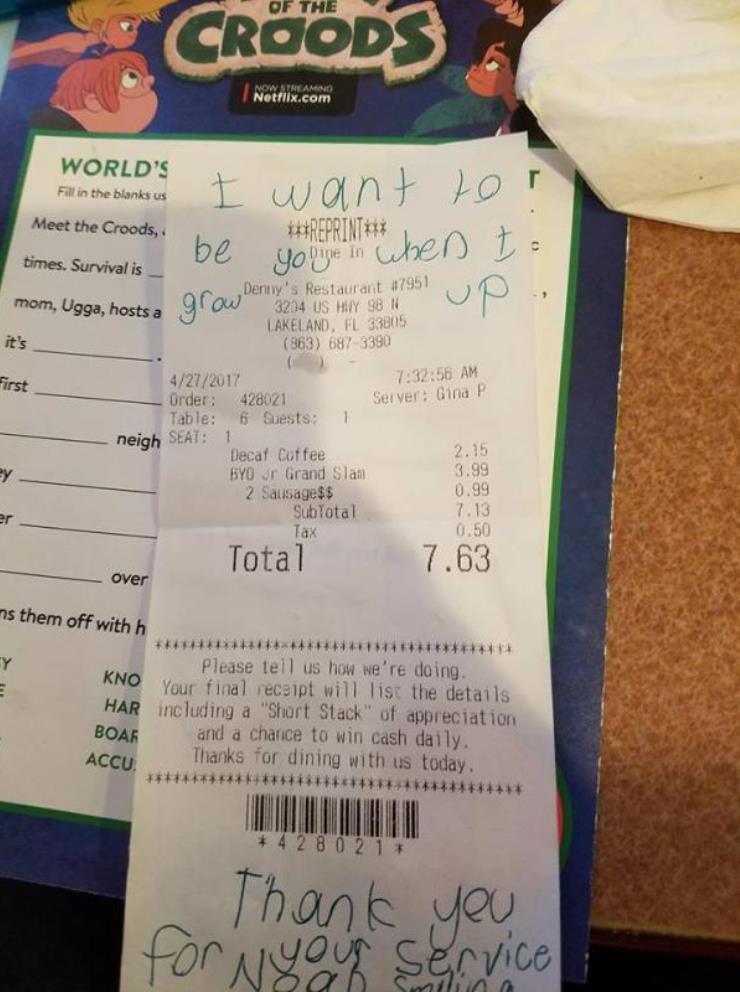 OF THE
CROODS
NOW STREAMING
Netflix.com
WORLD'S
Fill in the blanks us
Meet the Croods,
times. Survival is
mom, Ugga, hosts a
it's
first
neigh
over
ns them off with h
KNO
HAR
BOAR
ACCU
I want to
be you when I
grow up
***REPRINT***
Dine In
Denny's Restaurant #7951
3204 US HWY 98 N
LAKELAND, FL 33805
(863) 687-3390
( ) -
4/27/2017 7:32:56 AM
Order: 428021 Server: Gina P
Table: 6 Guests: 1
SEAT: 1
Decaf Coffee 2.15
BYO Jr Grand Slam 3.99
2 Sausage$$ 0.99
SubTotal 7.13
Tax 0.50
Total 7.63
Please tell us how we're doing.
Your final receipt will list the details
including a "Short Stack" of appreciation
and a chance to win cash daily.
Thanks for dining with us today.
*428021*
Thank you
for your service
Noah Smiling